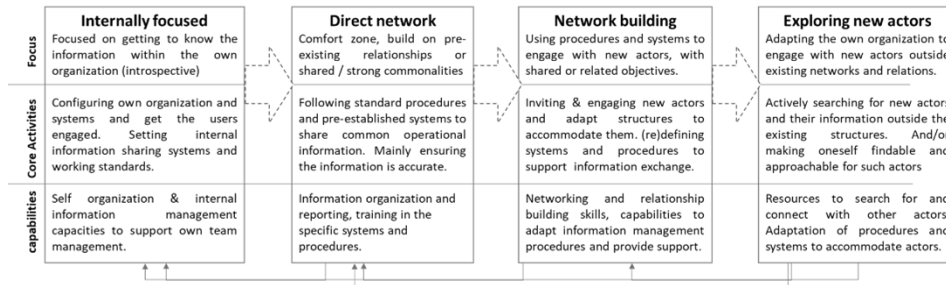 Internally focused
Direct network
Network building
Exploring new actors
Focus
Focused on getting to know the
information within the own
organization (introspective)
Comfort zone, build on pre-
existing relationships or
shared / strong commonalities
Using procedures and systems to
engage with new actors, with
shared or related objectives.
Adapting the own organization to
engage with new actors outside
existing networks and relations.
Core Activities
Configuring own organization and
systems and get the users
engaged. Setting internal
information sharing systems and
working standards.
Following standard procedures
and pre-established systems to
share common operational
information. Mainly ensuring
the information is accurate.
Inviting & engaging new actors
and adapt structures to
accommodate them. (re)defining
systems and procedures to
support information exchange.
Actively searching for new actors
and their information outside the
existing structures. And/or
making oneself findable and
approachable for such actors
capabilities
Self organization & internal
information management
capacities to support own team
management.
Information organization and
reporting, training in the
specific systems and
procedures.
Networking and relationship
building skills, capabilities to
adapt information management
procedures and provide support.
Resources to search for and
connect with other actors.
Adaptation of procedures and
systems to accommodate actors.